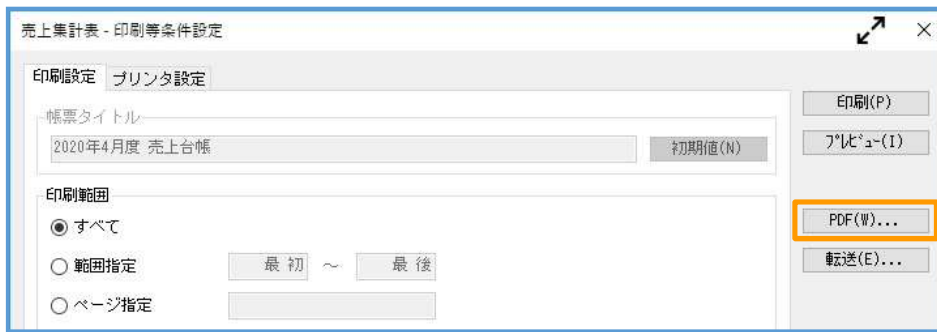 売上集計表 - 印刷等条件設定
印刷設定 プリンタ設定
帳票タイトル
2020年4月度 売上台帳 初期値(N)
印刷範囲
すべて
範囲指定 最 初 ～ 最 後
ページ指定
印刷(P)
ﾌﾟﾚﾋﾞｭｰ(I)
PDF(W)...
転送(E)...